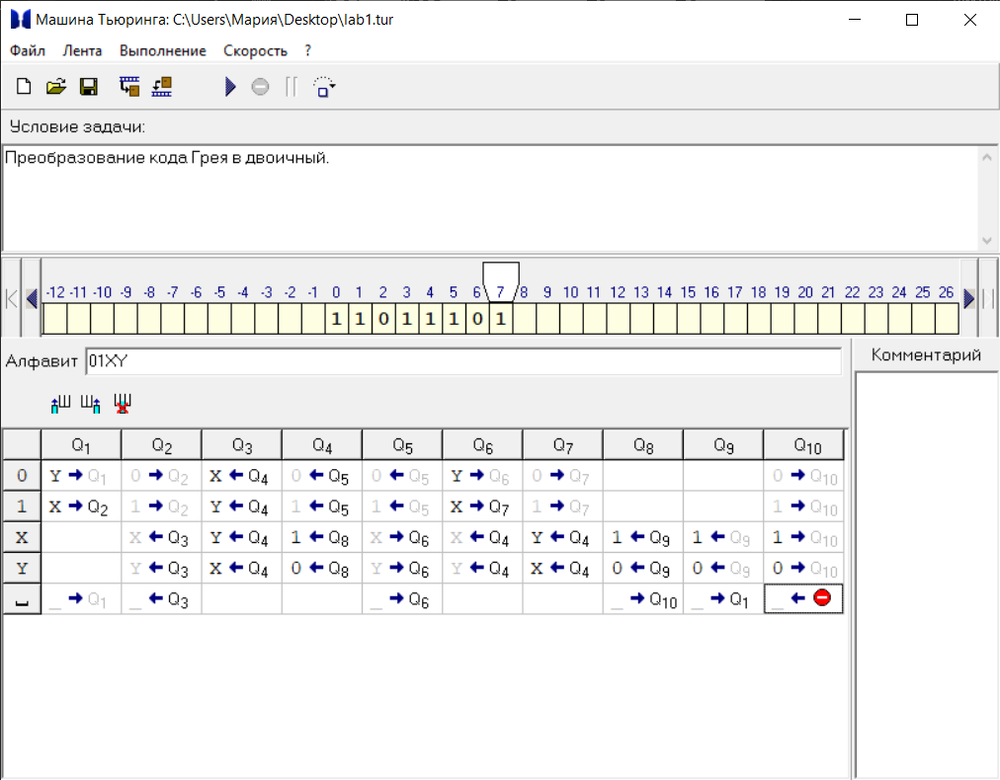 Машина Тьюринга: C:\Users\Мария\Desktop\lab1.tur
Файл Лента Выполнение Скорость ?
Условие задачи:
Преобразование кода Грея в двоичный.
-12 -11 -10 -9 -8 -7 -6 -5 -4 -3 -2 -1 0 1 2 3 4 5 6 7 8 9 10 11 12 13 14 15 16 17 18 19 20 21 22 23 24 25 26
1 1 0 1 1 1 0 1
Алфавит 01XY
Комментарий
Q1 Q2 Q3 Q4 Q5 Q6 Q7 Q8 Q9 Q10
0 Y → Q1 0 → Q2 X ← Q4 0 ← Q5 0 ← Q5 Y → Q6 0 → Q7 0 → Q10
1 X → Q2 1 → Q2 Y ← Q4 1 ← Q5 1 ← Q5 X → Q7 1 → Q7 1 → Q10
X X ← Q3 Y ← Q4 1 ← Q8 X → Q6 X ← Q4 Y ← Q4 1 ← Q9 1 ← Q9 1 → Q10
Y Y ← Q3 X ← Q4 0 ← Q8 Y → Q6 Y ← Q4 X ← Q4 0 ← Q9 0 ← Q9 0 → Q10
_ → Q1 _ ← Q3 _ → Q6 _ → Q10 _ → Q1 _ ←